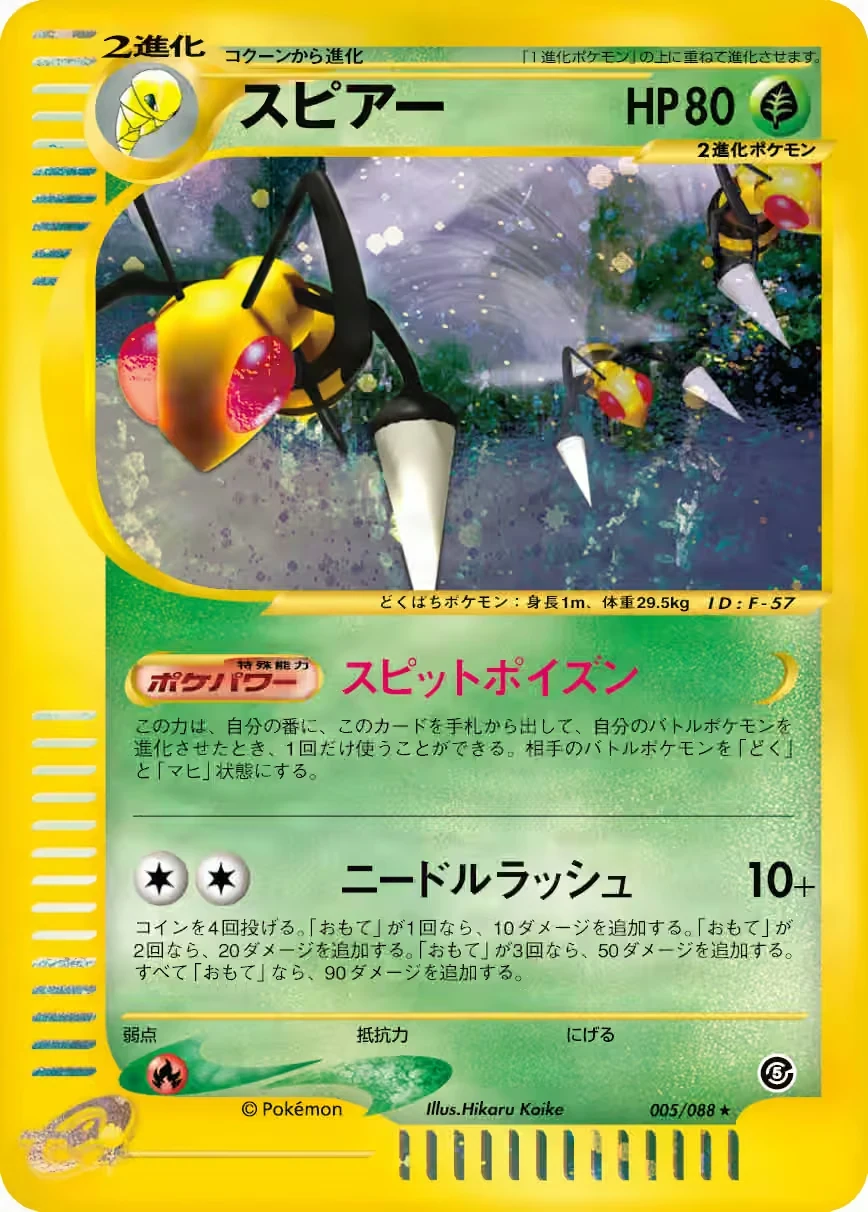 2進化
コクーンから進化
「1進化ポケモン」の上に重ねて進化させます。
スピアー HP80
2進化ポケモン
どくばちポケモン:身長1m、体重29.5kg ID:F-57
特殊能力
ポケパワー スピットポイズン
この力は、自分の番に、このカードを手札から出して、自分のバトルポケモンを
進化させたとき、1回だけ使うことができる。相手のバトルポケモンを「どく」
と「マヒ」状態にする。
ニードルラッシュ 10+
コインを4回投げる。「おもて」が1回なら、10ダメージを追加する。「おもて」が
2回なら、20ダメージを追加する。「おもて」が3回なら、50ダメージを追加する。
すべて「おもて」なら、90ダメージを追加する。
弱点 抵抗力 にげる
5
© Pokémon Illus.Hikaru Koike 005/088★